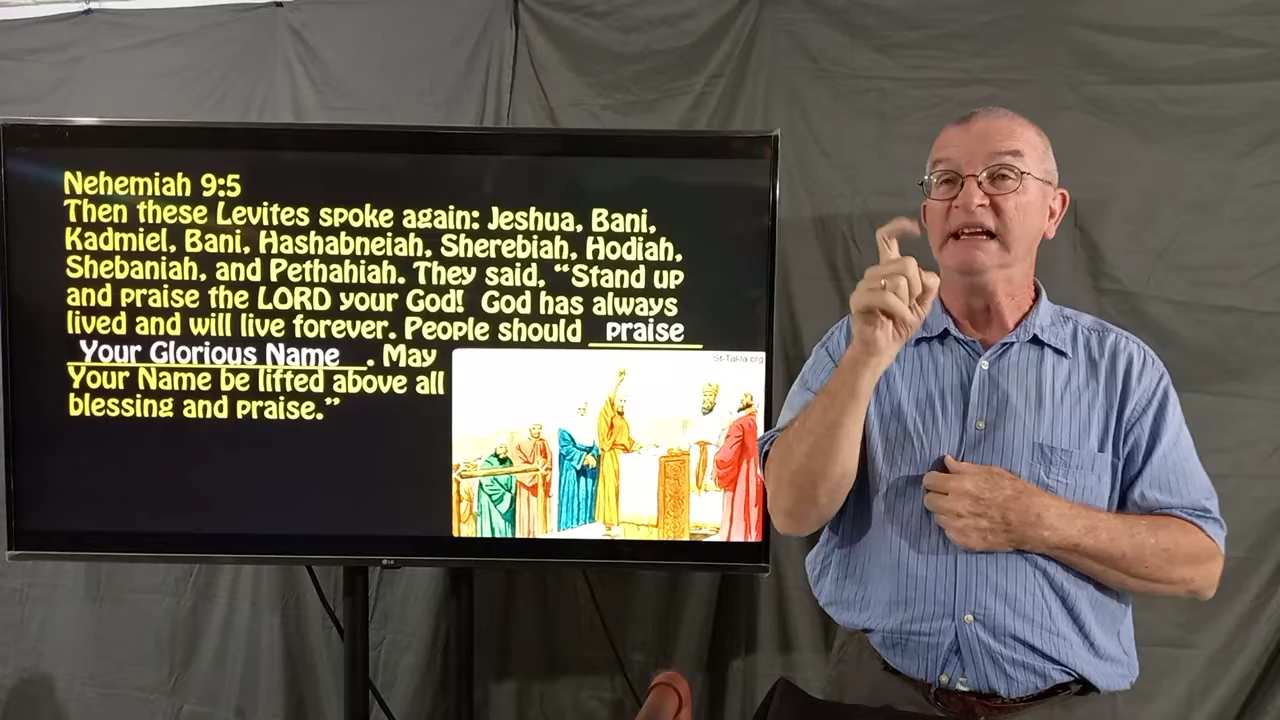 Nehemiah 9:5
Then these Levites spoke again: Jeshua, Bani,
Kadmiel, Bani, Hashabneiah, Sherebiah, Hodiah,
Shebaniah, and Pethahiah. They said, “Stand up
and praise the LORD your God! God has always
lived and will live forever. People should praise
Your Glorious Name. May
Your Name be lifted above all
blessing and praise.”
St-Takla.org
LG